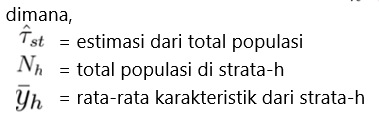 dimana,
τ̂st = estimasi dari total populasi
Nh = total populasi di strata-h
ȳh = rata-rata karakteristik dari strata-h